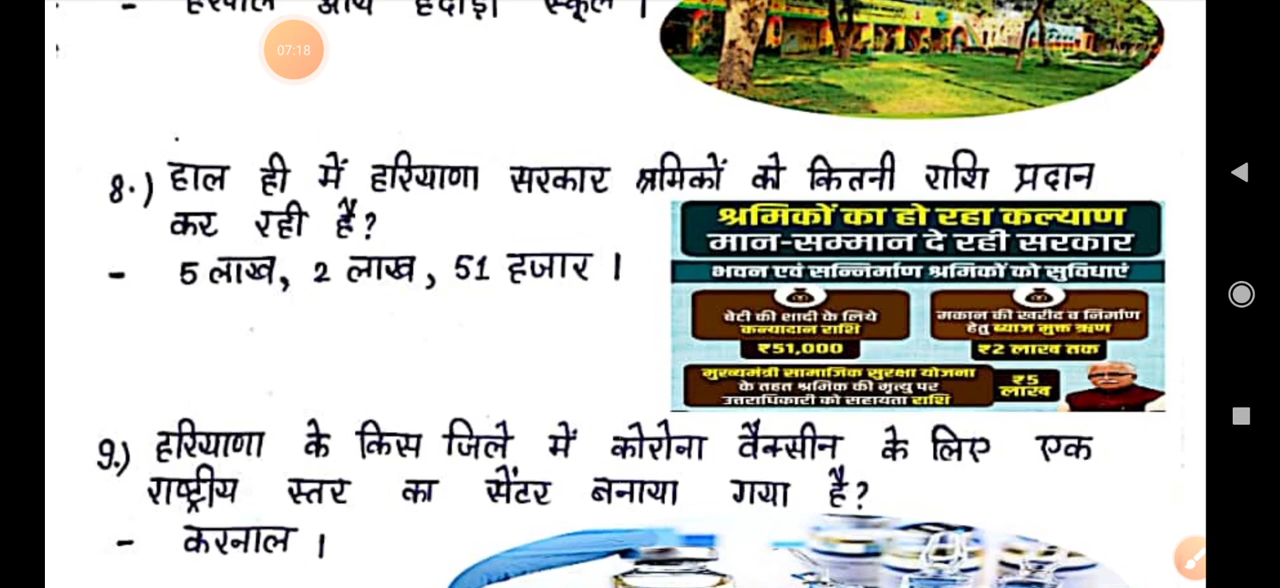 07:18
8.) हाल ही में हरियाणा सरकार श्रमिकों को कितनी राशि प्रदान
कर रही है?
- 5 लाख, 2 लाख, 51 हजार ।
श्रमिकों का हो रहा कल्याण
मान-सम्मान दे रही सरकार
भवन एवं सन्निर्माण श्रमिकों को सुविधाएं
बेटी की शादी के लिये
कन्यादान राशि
₹51,000
मकान की खरीद व निर्माण
हेतु ब्याज मुक्त ऋण
₹2 लाख तक
मुख्यमंत्री सामाजिक सुरक्षा योजना
के तहत श्रमिक की मृत्यु पर
उत्तराधिकारी को सहायता राशि
₹5
लाख
9.) हरियाणा के किस जिले में कोरोना वैक्सीन के लिए एक
राष्ट्रीय स्तर का सेंटर बनाया गया है?
- करनाल ।